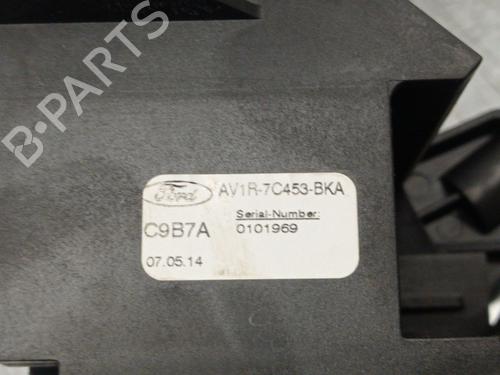 B-PARTS
Ford
AV1R-7C453-BKA
Serial-Number:
C9B7A
0101969
07.05.14